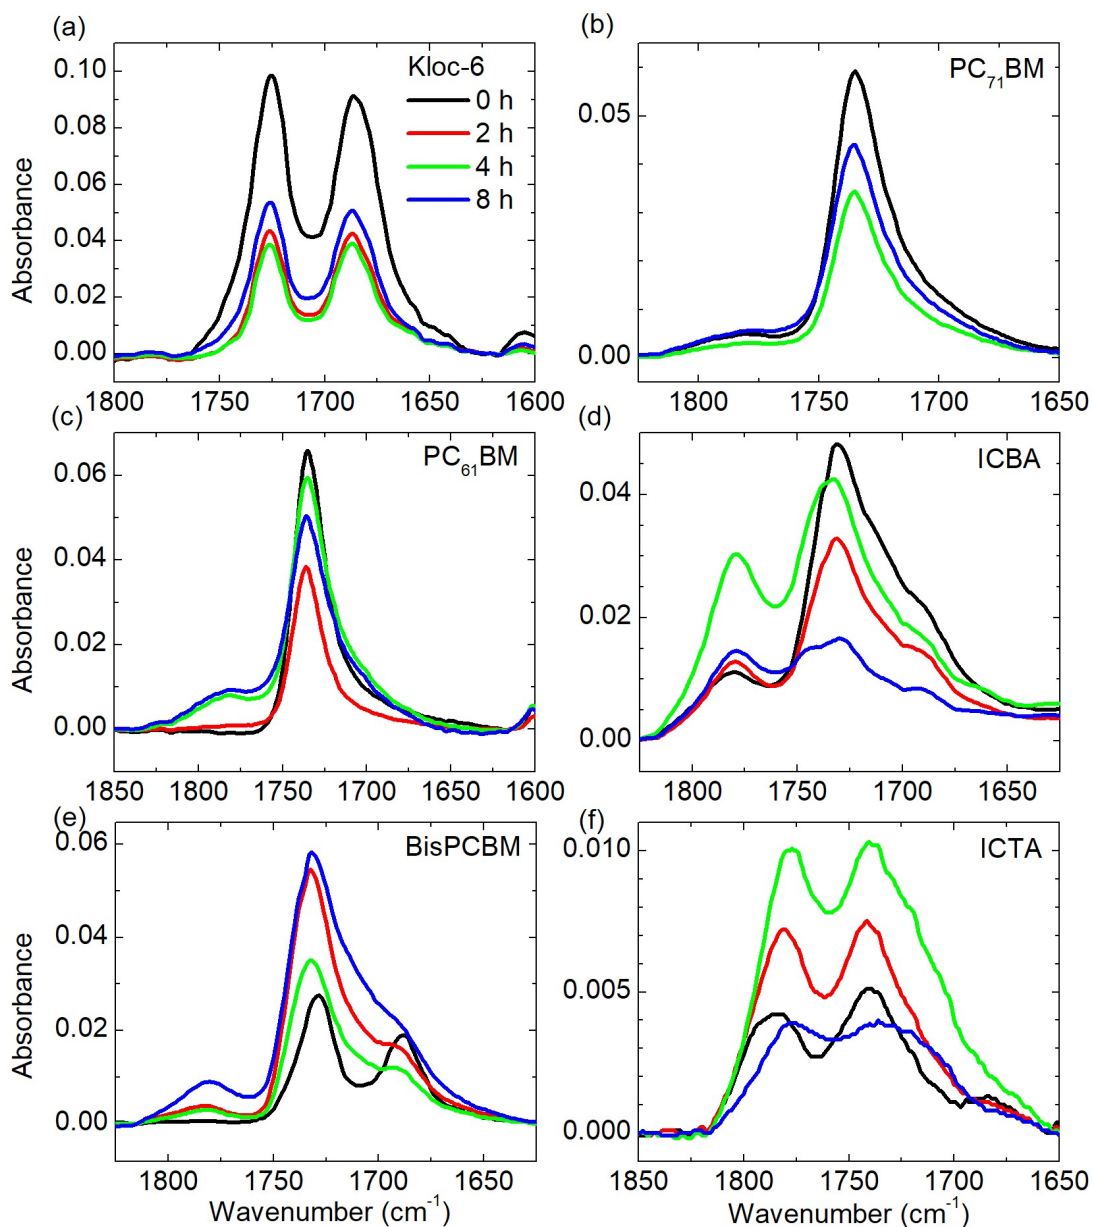 (a)
Kloc-6
0 h
2 h
4 h
8 h
0.10
0.08
0.06
0.04
0.02
0.00
1800 1750 1700 1650 1600
Absorbance
(b)
PC71BM
0.05
0.00
1800 1750 1700 1650
(c)
PC61BM
0.06
0.04
0.02
0.00
1850 1800 1750 1700 1650 1600
Absorbance
(d)
ICBA
0.04
0.02
0.00
1800 1750 1700 1650
(e)
BisPCBM
0.06
0.04
0.02
0.00
1800 1750 1700 1650
Absorbance
Wavenumber (cm-1)
(f)
ICTA
0.010
0.005
0.000
1850 1800 1750 1700 1650
Wavenumber (cm-1)